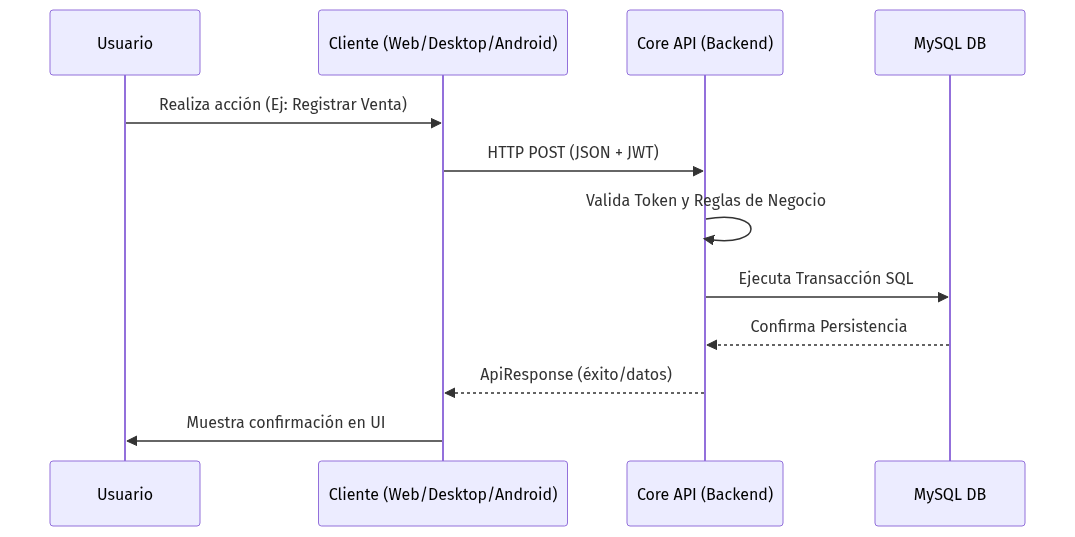 Usuario
Cliente (Web/Desktop/Android)
Core API (Backend)
MySQL DB
Realiza acción (Ej: Registrar Venta)
HTTP POST (JSON + JWT)
Valida Token y Reglas de Negocio
Ejecuta Transacción SQL
Confirma Persistencia
ApiResponse (éxito/datos)
Muestra confirmación en UI
Usuario
Cliente (Web/Desktop/Android)
Core API (Backend)
MySQL DB